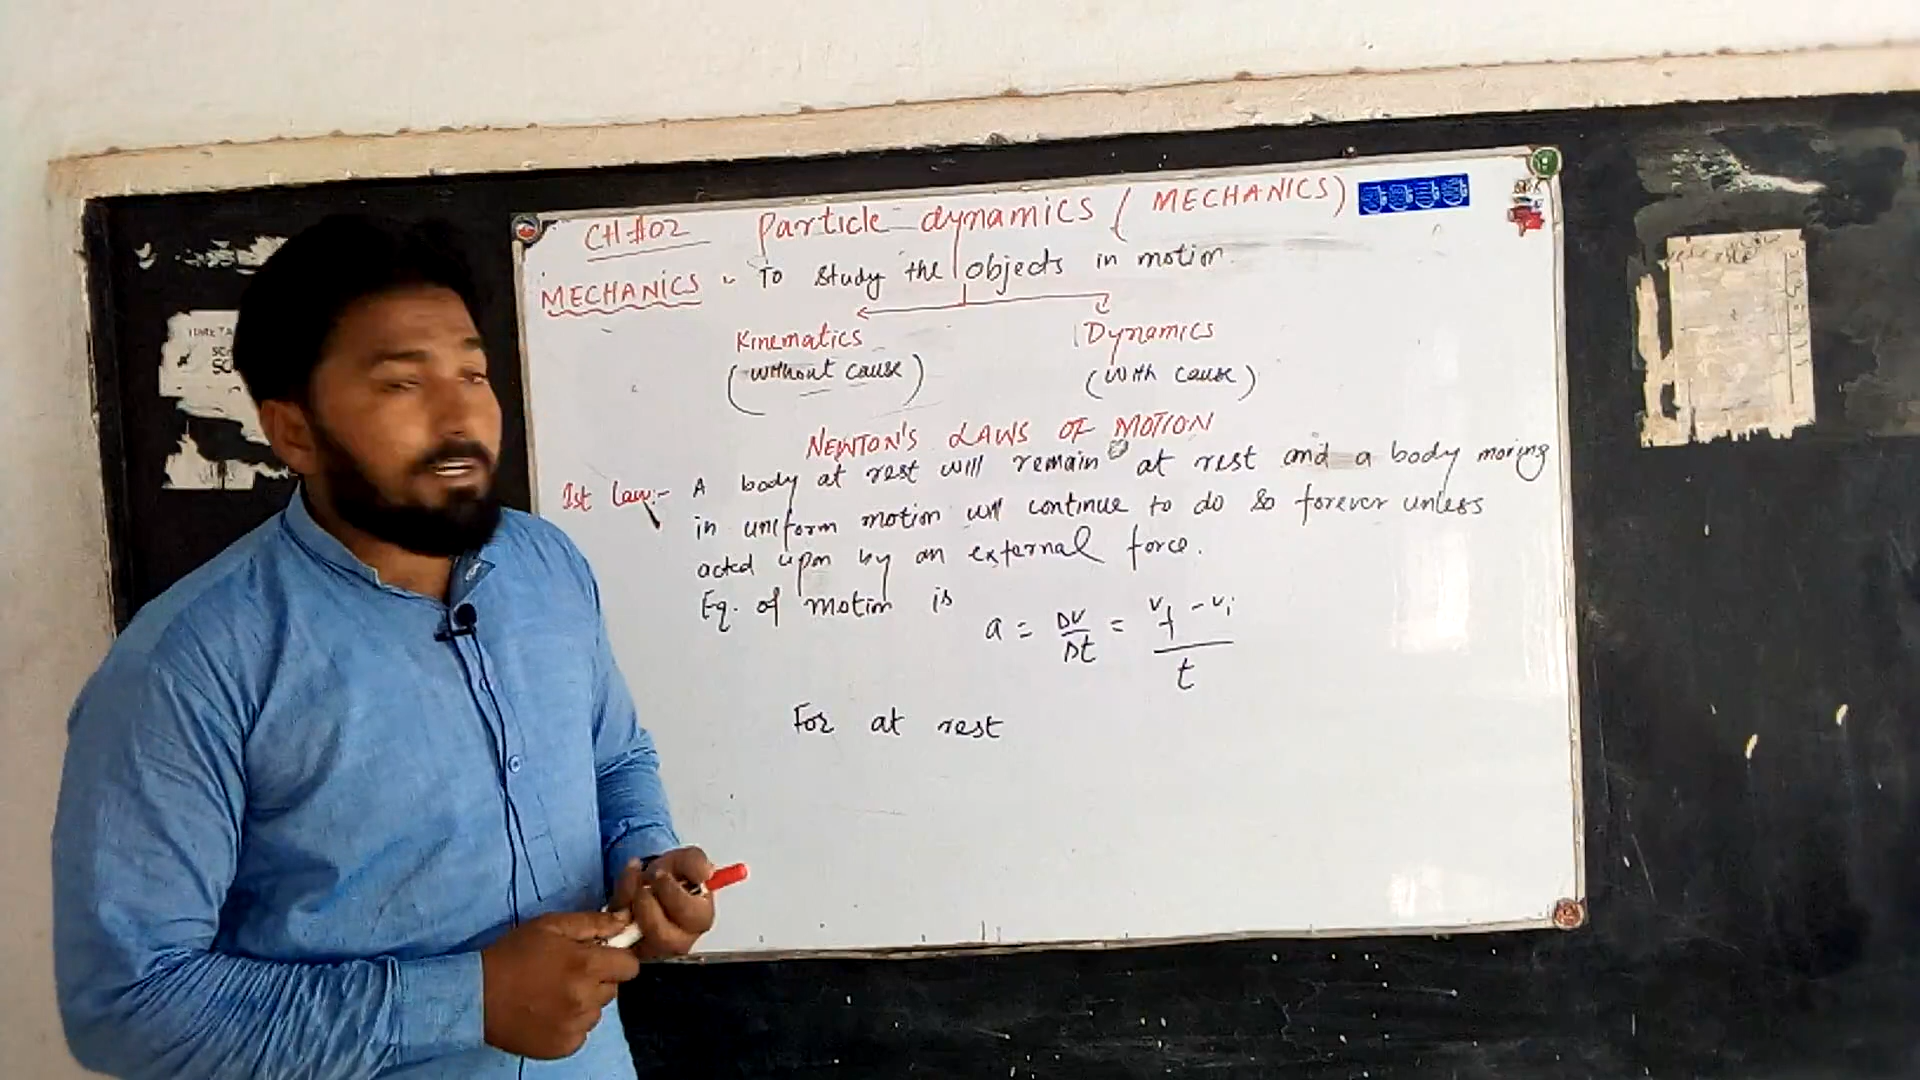 CH#02 Particle dynamics (MECHANICS)
MECHANICS :- To study the objects in motion.
Kinematics Dynamics
(without cause) (with cause)
NEWTON'S LAWS OF MOTION
1st Law:- A body at rest will remain at rest and a body moving
in uniform motion will continue to do so forever unless
acted upon by an external force.
Eq. of motion is
a = Δv/Δt = vf - vi / t
For at rest